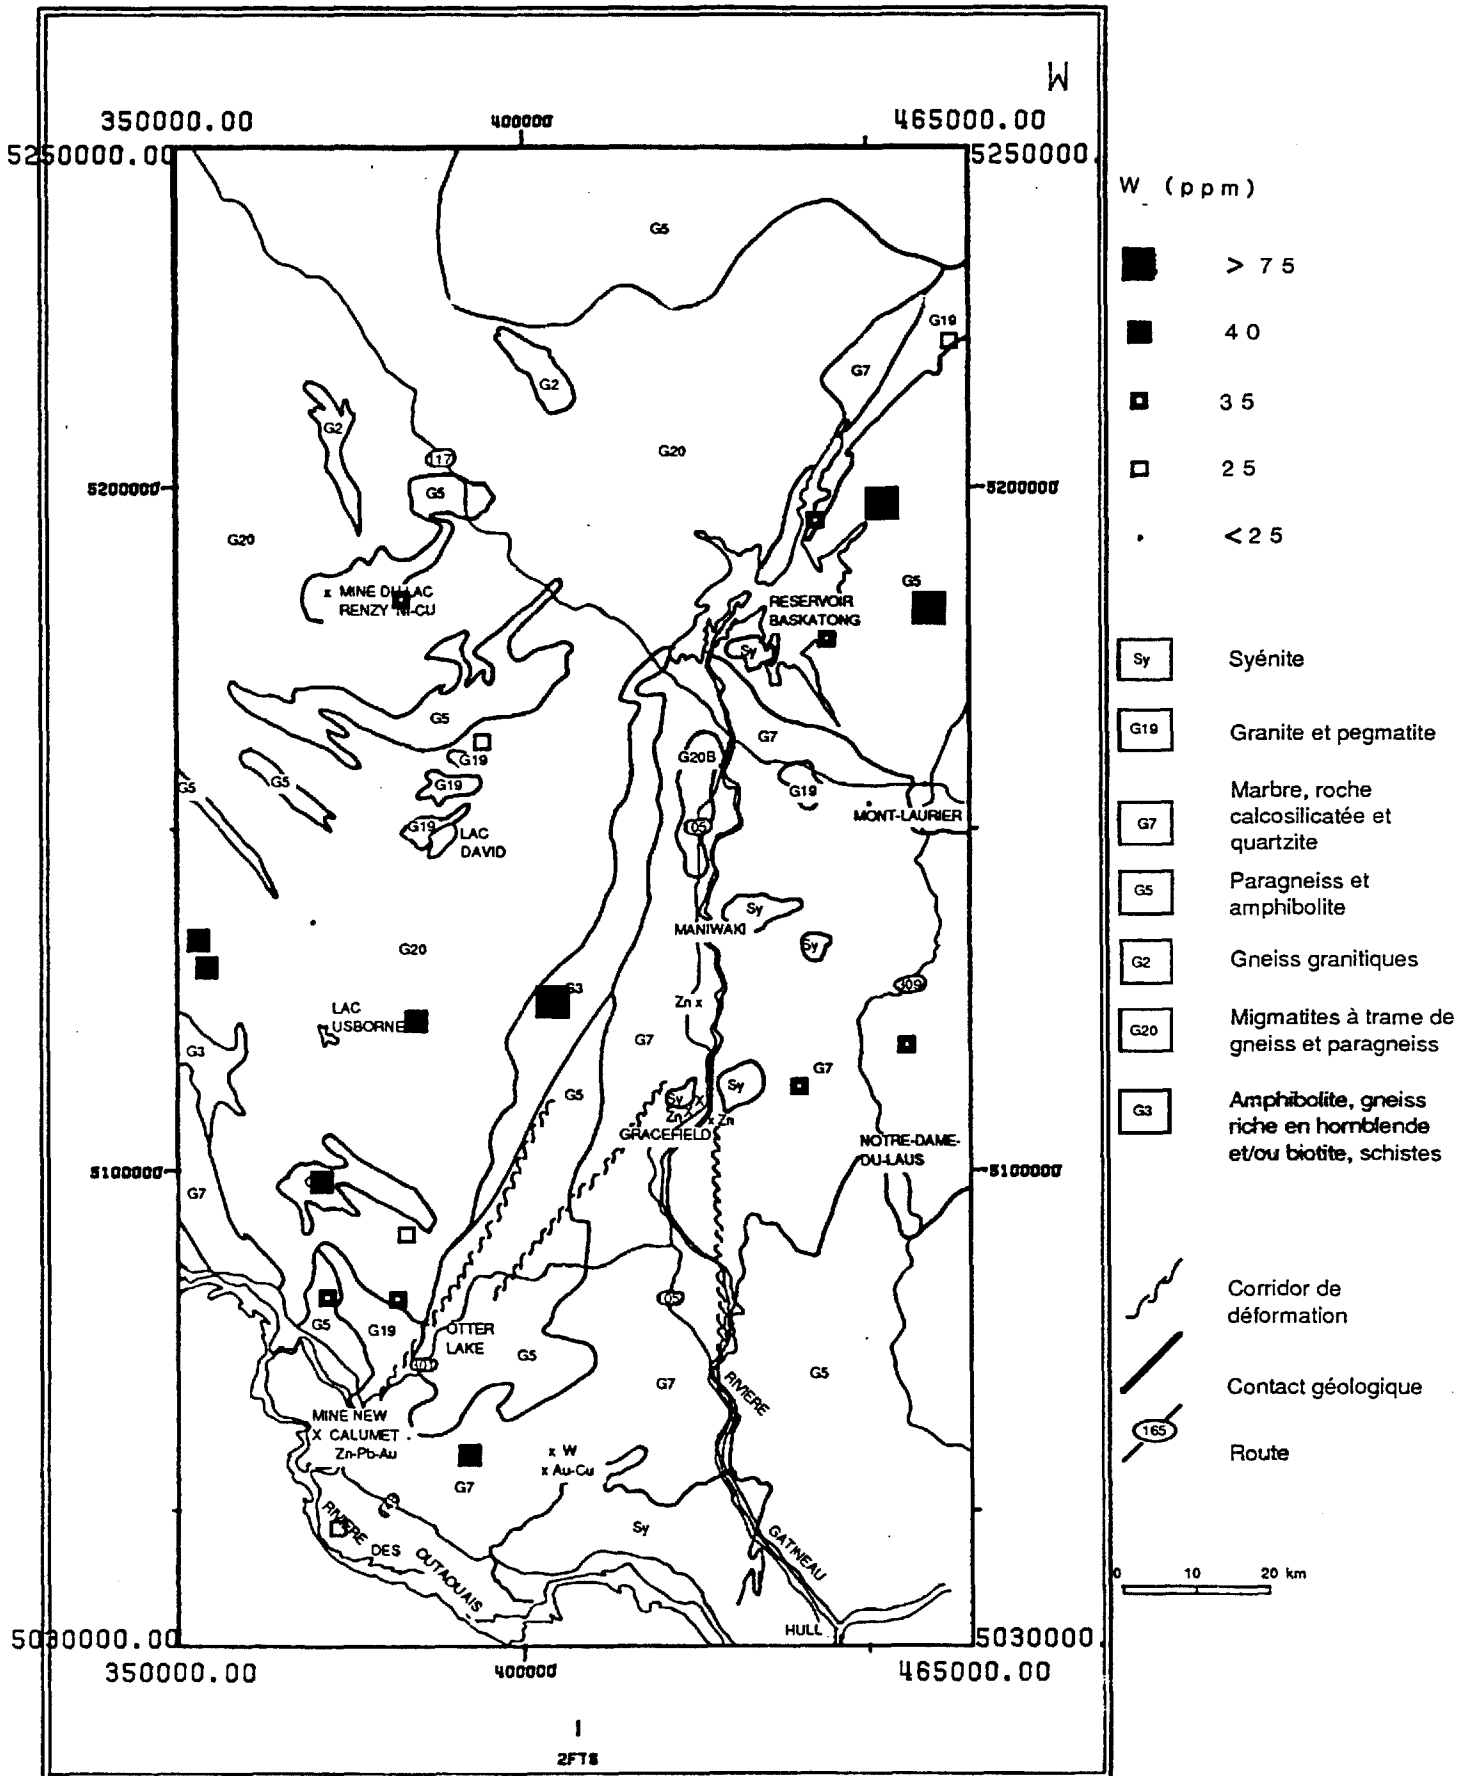 W
350000.00
400000
465000.00
5250000.00
5250000.
G5
G19
G7
G2
G2
G20
117
G5
5200000
5200000
G20
x MINE DU LAC
RENZY NI-CU
G5
RESERVOIR
BASKATONG
Sy
G5
G7
G19
G20B
G5
G5
G19
G19
G19
MONT-LAURIER
LAC
DAVID
105
Sy
MANIWAKI
Sy
G20
309
G3
Zn x
LAC
USBORNE
G3
G7
G7
G5
Sy
Sy
Zn X
x Zn
GRACEFIELD
NOTRE-DAME-
DU-LAUS
5100000
5100000
G7
105
G5
G19
OTTER
LAKE
G5
301
G7
G5
RIVIERE
MINE NEW
X CALUMET
Zn-Pb-Au
x W
x Au-Cu
G7
RIVIERE
DES
OUTAOUAIS
Sy
GATINEAU
HULL
5030000.00
5030000.
350000.00
400000
465000.00
1
2FTS
W (ppm)
> 75
40
35
25
<25
Sy
Syénite
G19
Granite et pegmatite
G7
Marbre, roche
calcosilicatée et
quartzite
G5
Paragneiss et
amphibolite
G2
Gneiss granitiques
G20
Migmatites à trame de
gneiss et paragneiss
G3
Amphibolite, gneiss
riche en hornblende
et/ou biotite, schistes
Corridor de
déformation
Contact géologique
165
Route
0 10 20 km